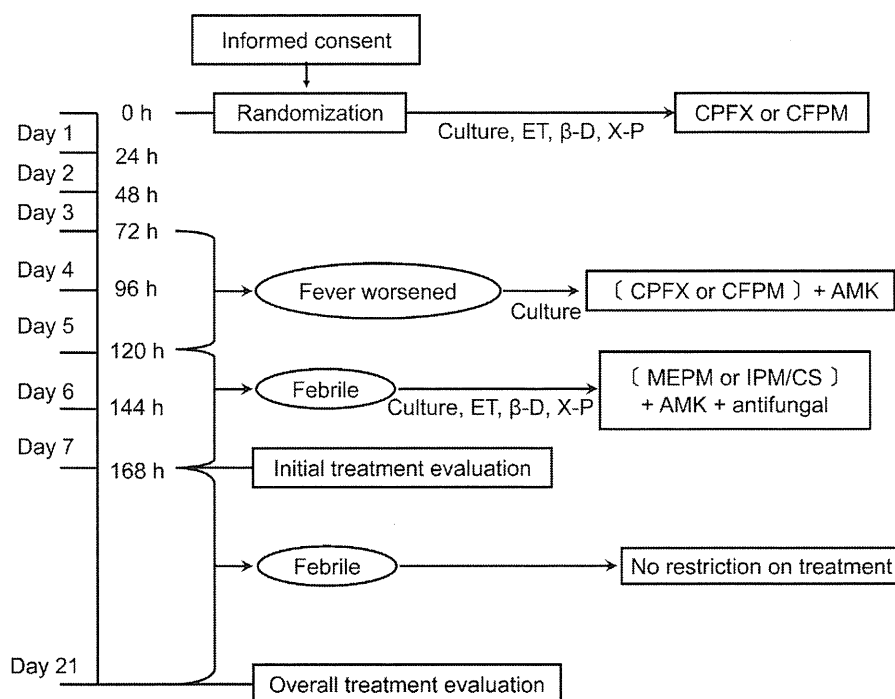 Informed consent
0 h
Randomization
Culture, ET, β-D, X-P
CPFX or CFPM
Day 1
24 h
Day 2
48 h
Day 3
72 h
Day 4
96 h
Fever worsened
Culture
〔 CPFX or CFPM 〕 + AMK
Day 5
120 h
Day 6
Febrile
Culture, ET, β-D, X-P
〔 MEPM or IPM/CS 〕
+ AMK + antifungal
144 h
Day 7
168 h
Initial treatment evaluation
Febrile
No restriction on treatment
Day 21
Overall treatment evaluation